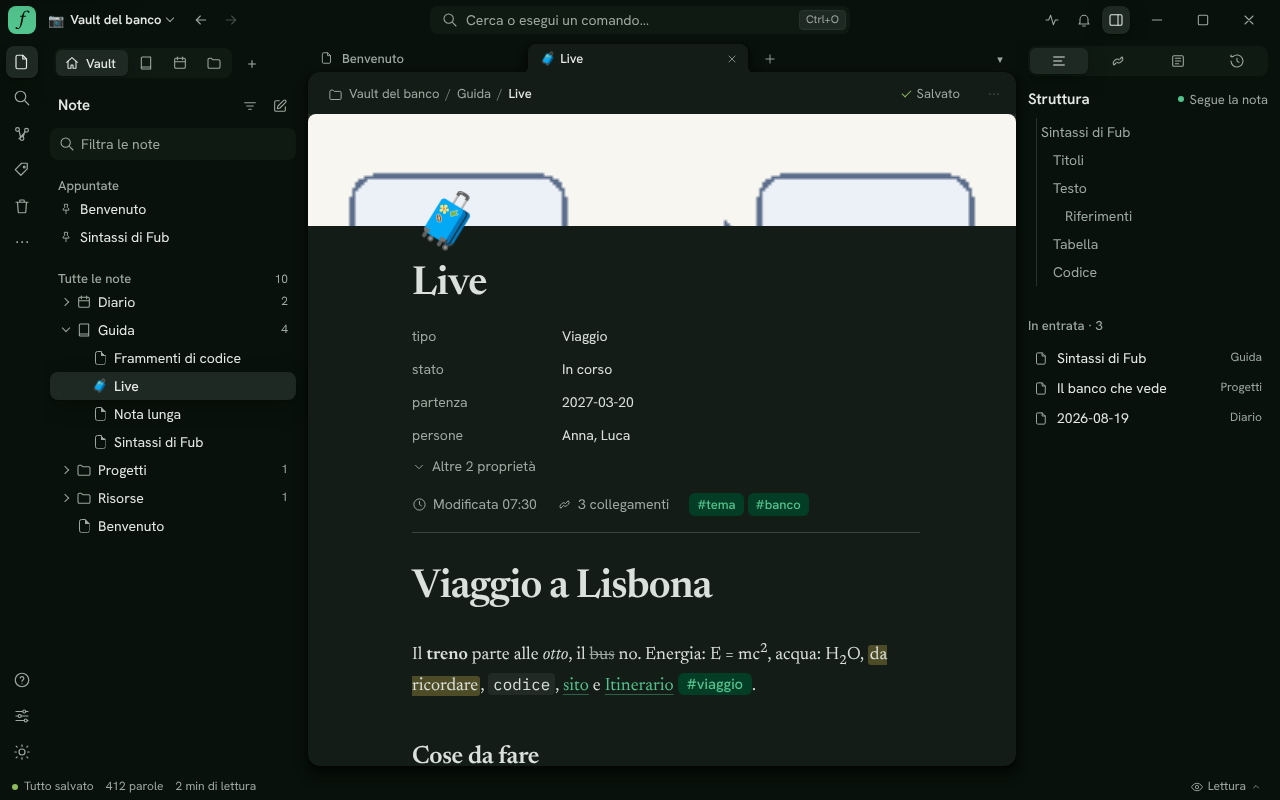 f Vault del banco
Cerca o esegui un comando...
Ctrl+O
Vault
Note
Filtra le note
Appuntate
Benvenuto
Sintassi di Fub
Tutte le note 10
Diario 2
Guida 4
Frammenti di codice
Live
Nota lunga
Sintassi di Fub
Progetti 1
Risorse 1
Benvenuto
Benvenuto
Live
Vault del banco / Guida / Live
Salvato
Live
tipo Viaggio
stato In corso
partenza 2027-03-20
persone Anna, Luca
Altre 2 proprietà
Modificata 07:30 3 collegamenti #tema #banco
Viaggio a Lisbona
Il treno parte alle otto, il bus no. Energia: E = mc², acqua: H₂O, da
ricordare, codice, sito e Itinerario #viaggio.
Cose da fare
Struttura
Segue la nota
Sintassi di Fub
Titoli
Testo
Riferimenti
Tabella
Codice
In entrata · 3
Sintassi di Fub Guida
Il banco che vede Progetti
2026-08-19 Diario
Tutto salvato 412 parole 2 min di lettura
Lettura